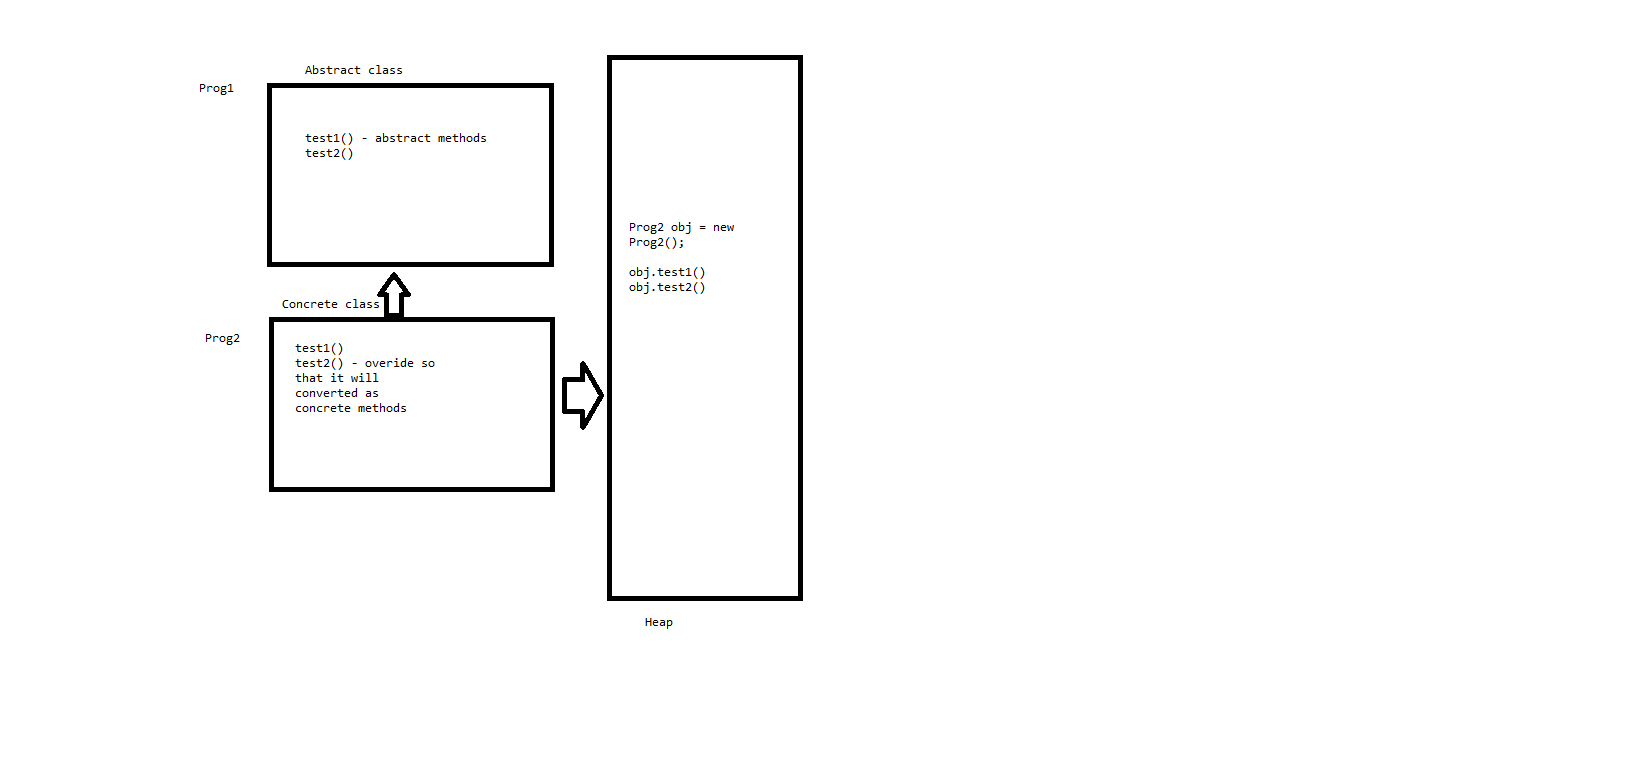 Abstract class
Prog1
test1() - abstract methods
test2()
Concrete class
Prog2
test1()
test2() - overide so
that it will
converted as
concrete methods
Prog2 obj = new
Prog2();
obj.test1()
obj.test2()
Heap